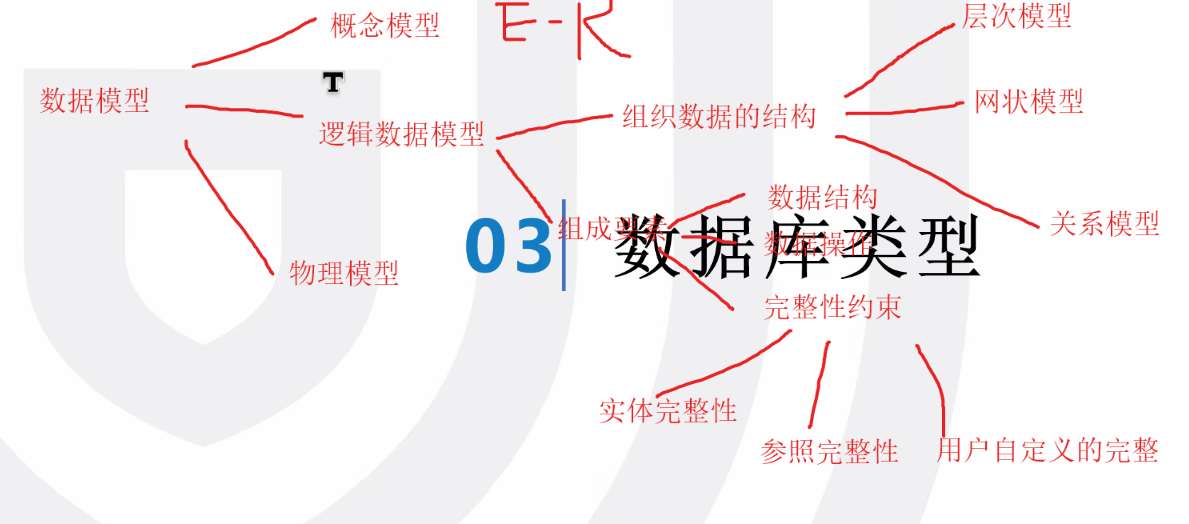 层次模型
概念模型
E-R
数据模型
T
网状模型
组织数据的结构
逻辑数据模型
数据结构
关系模型
组成要素
数据操作
03 数据库类型
物理模型
完整性约束
实体完整性
参照完整性
用户自定义的完整